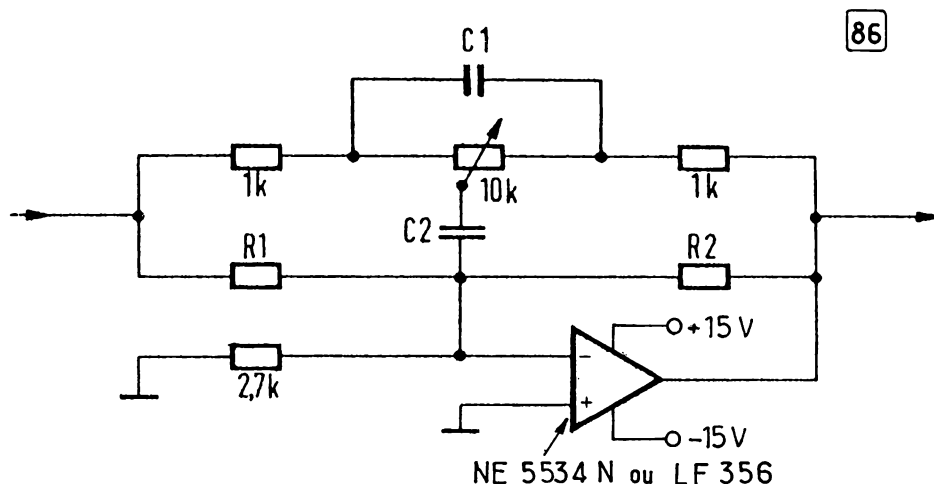 86
C1
1k
10k
1k
C2
R1
R2
2,7k
-
+
+15 V
-15 V
NE 5534 N ou LF 356